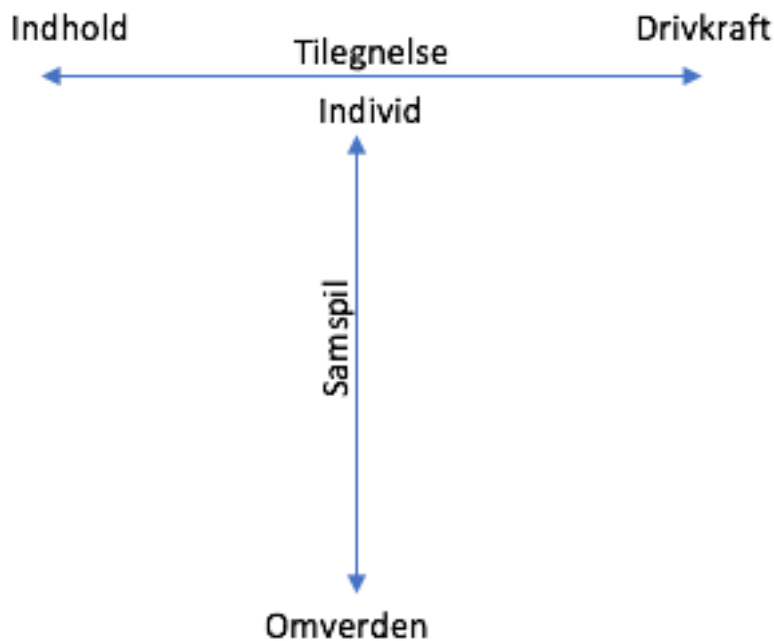 Indhold
Drivkraft
Tilegnelse
Individ
Samspil
Omverden